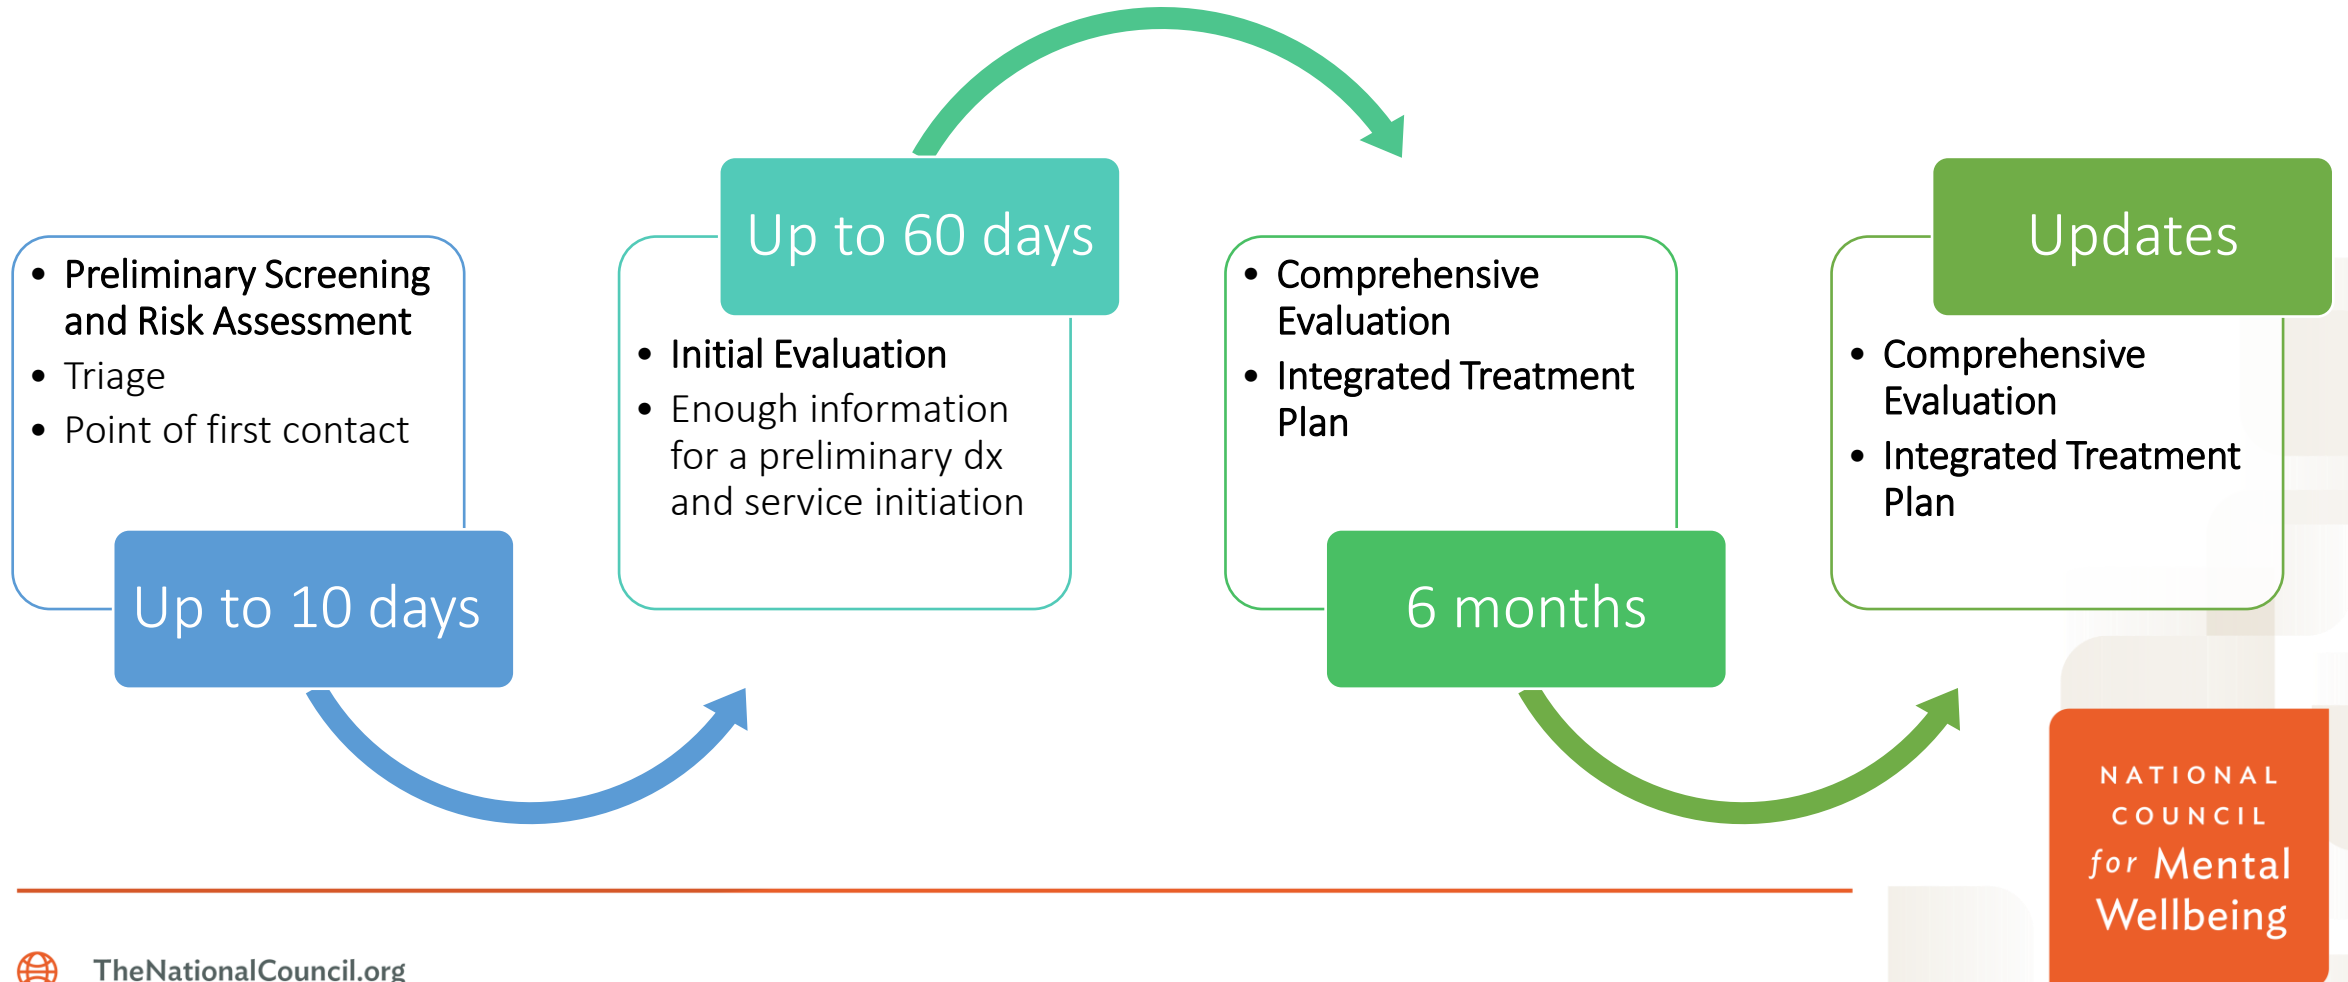 • Preliminary Screening
and Risk Assessment
• Triage
• Point of first contact
Up to 10 days
Up to 60 days
• Initial Evaluation
• Enough information
for a preliminary dx
and service initiation
• Comprehensive
Evaluation
• Integrated Treatment
Plan
6 months
Updates
• Comprehensive
Evaluation
• Integrated Treatment
Plan
NATIONAL
COUNCIL
for Mental
Wellbeing
TheNationalCouncil.org